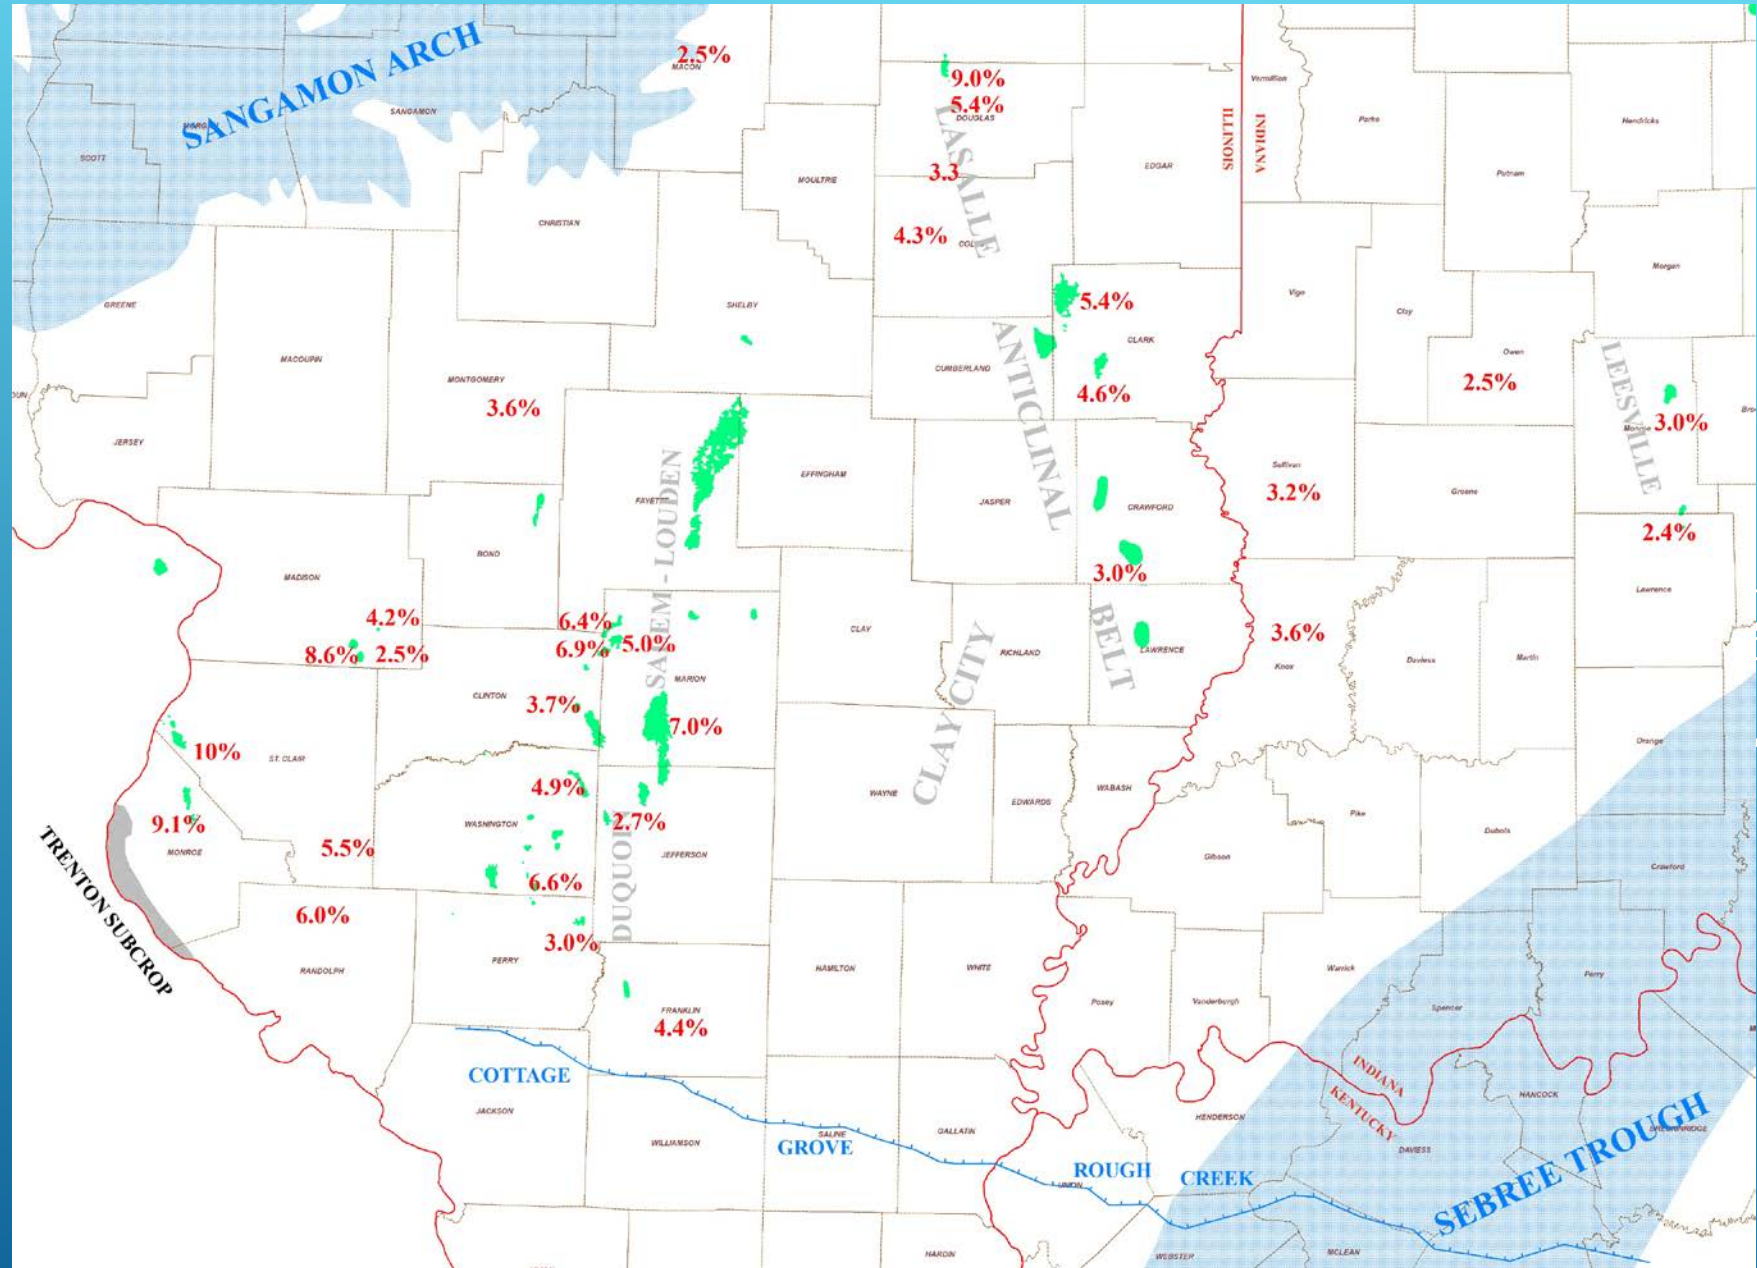 SANGAMON ARCH
2.5%
MACON
SANGAMON
SCOTT
9.0%
5.4%
DOUGLAS
LASALLE
ILLINOIS
INDIANA
Vermillion
Parke
Hendricks
Putnam
MOULTRIE
EDGAR
3.3
CHRISTIAN
4.3%
Morgan
GREENE
SHELBY
5.4%
Vigo
Clay
MACOUPIN
CUMBERLAND
CLARK
Owen
2.5%
MONTGOMERY
3.6%
4.6%
ANTICLINAL
LEESVILLE
3.0%
Monroe
JERSEY
EFFINGHAM
JASPER
CRAWFORD
Sullivan
3.2%
Greene
SALEM - LOUDEN
BOND
3.0%
2.4%
MADISON
Lawrence
4.2%
6.4%
8.6%
2.5%
6.9%
5.0%
CLAY
RICHLAND
BELT
LAWRENCE
3.6%
Knox
Daviess
Martin
CLINTON
3.7%
MARION
7.0%
CLAY CITY
10%
ST. CLAIR
Orange
4.9%
WAYNE
EDWARDS
WABASH
9.1%
MONROE
WASHINGTON
2.7%
JEFFERSON
Pike
Dubois
5.5%
Gibson
Crawford
TRENTON SUBCROP
6.0%
6.6%
DUQUOIN
3.0%
RANDOLPH
PERRY
HAMILTON
WHITE
Posey
Vanderburgh
Warrick
Spencer
Perry
FRANKLIN
4.4%
COTTAGE
INDIANA
KENTUCKY
HANCOCK
JACKSON
WILLIAMSON
SALINE
GROVE
GALLATIN
HENDERSON
DAVIESS
BRECKINRIDGE
ROUGH
CREEK
UNION
SEBREE TROUGH
HARDIN
WEBSTER
MCLEAN